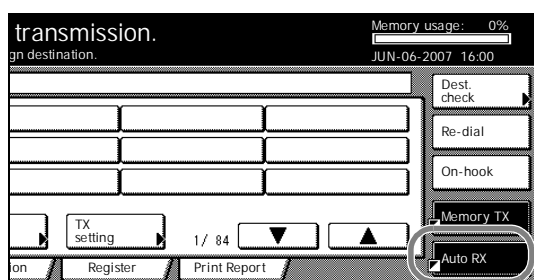 transmission.
gn destination.
Memory usage: 0%
JUN-06-2007 16:00
Dest.
check
Re-dial
On-hook
TX
setting
1/ 84
Memory TX
Auto RX
on
Register
Print Report